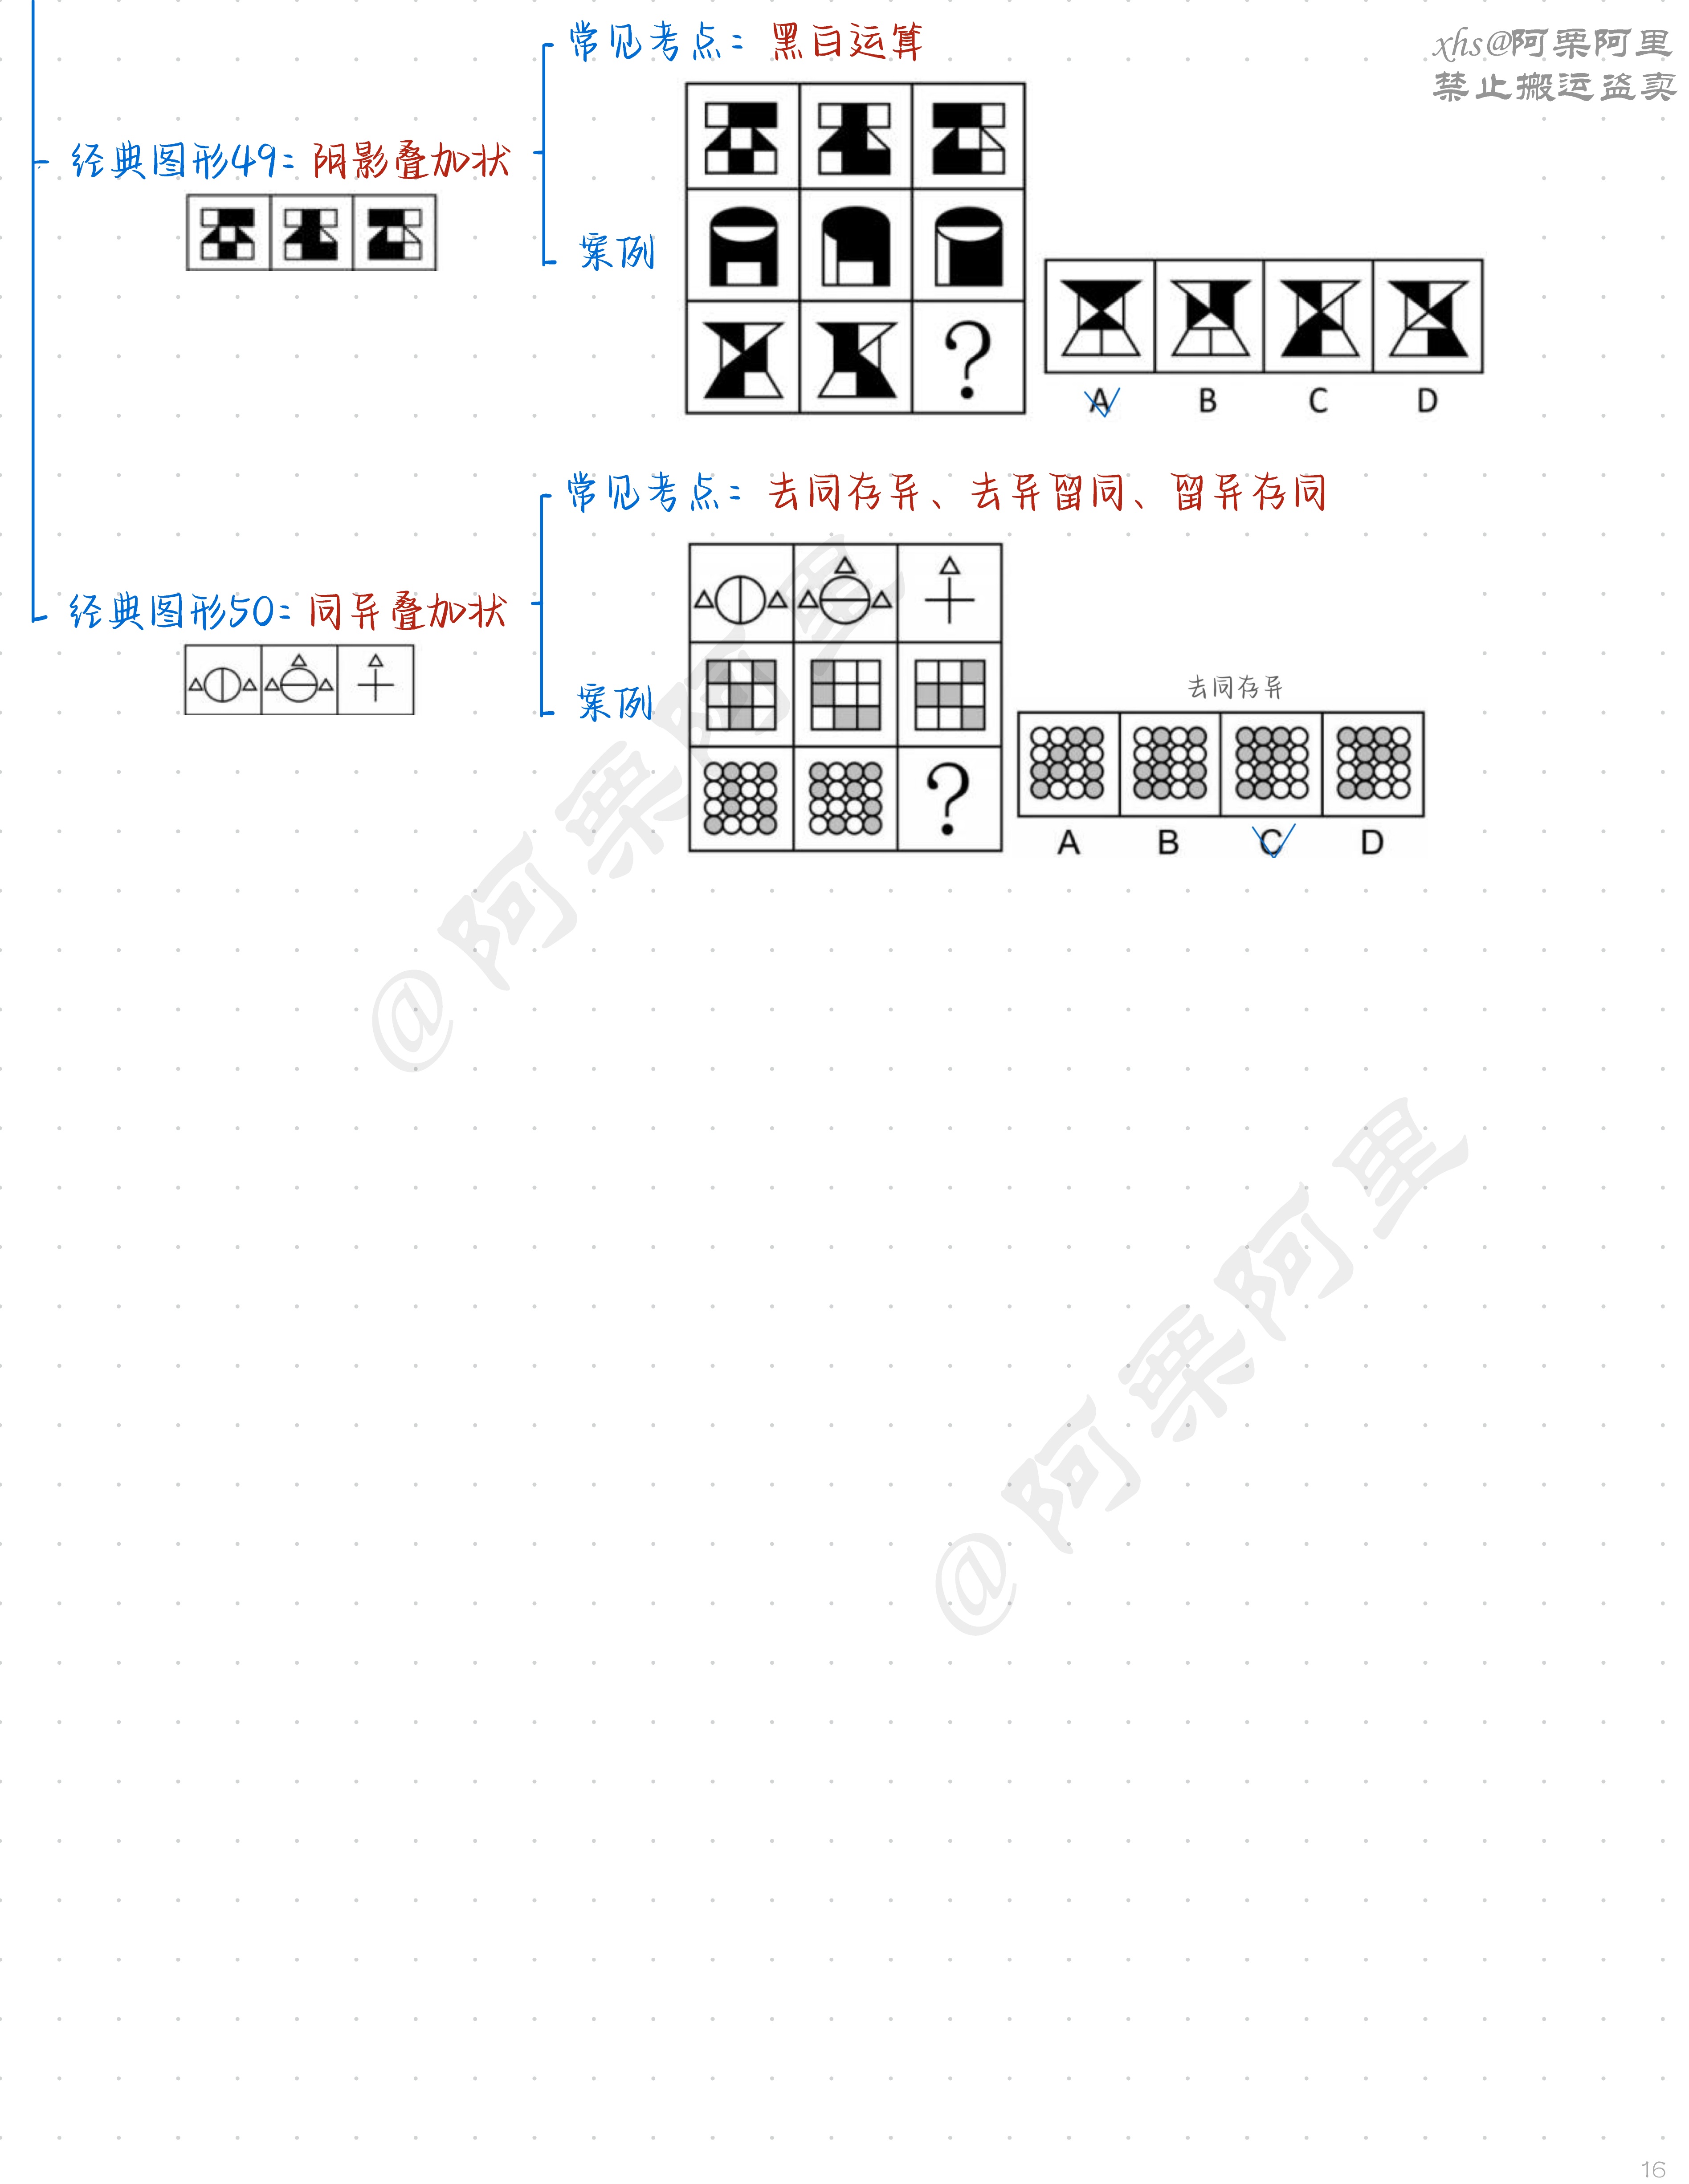 xhs@阿栗阿里
禁止搬运盗卖
常见考点：黑白运算
经典图形49：阴影叠加状
案例
?
A B C D
常见考点：去同存异、去异留同、留异存同
经典图形50：同异叠加状
案例
去同存异
?
A B C D
@阿栗阿里
@阿栗阿里
16